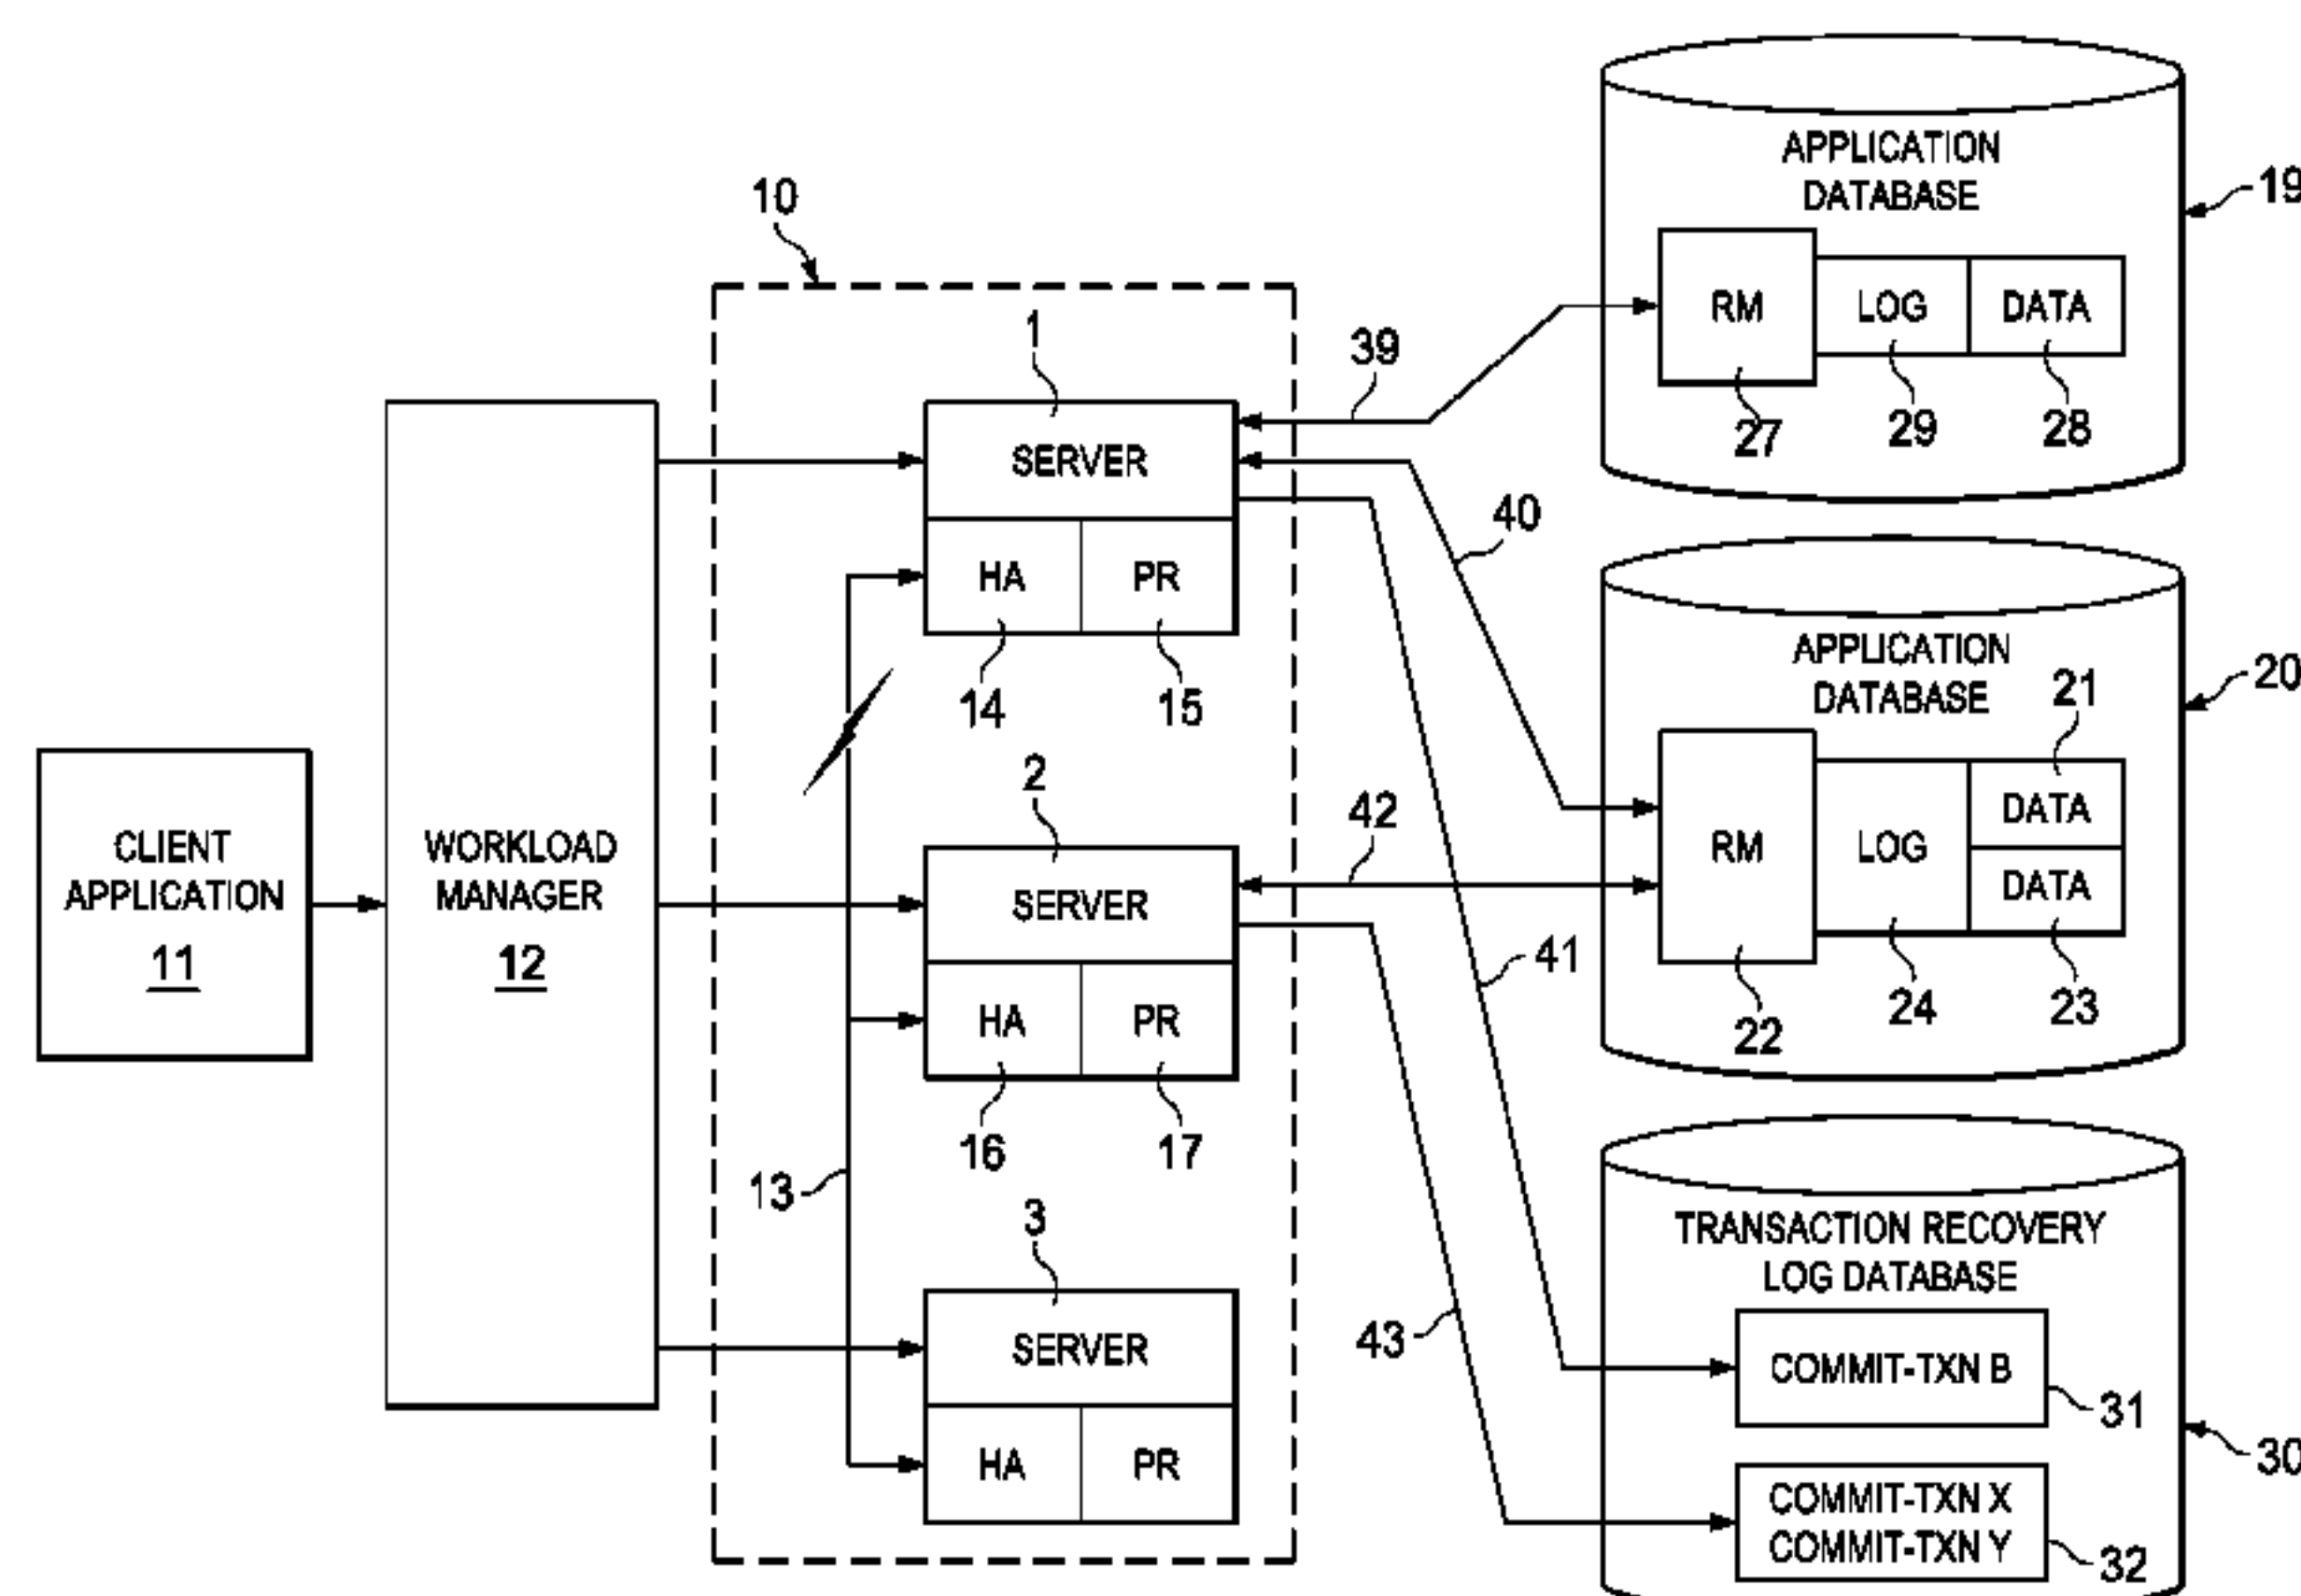 APPLICATION
DATABASE
19
RM
LOG
DATA
27
29
28
10
1
SERVER
HA
PR
14
15
39
40
APPLICATION
DATABASE
20
21
RM
LOG
DATA
DATA
22
24
23
CLIENT
APPLICATION
11
WORKLOAD
MANAGER
12
2
SERVER
HA
PR
16
17
42
41
13
3
SERVER
HA
PR
43
TRANSACTION RECOVERY
LOG DATABASE
COMMIT-TXN B
31
30
COMMIT-TXN X
COMMIT-TXN Y
32